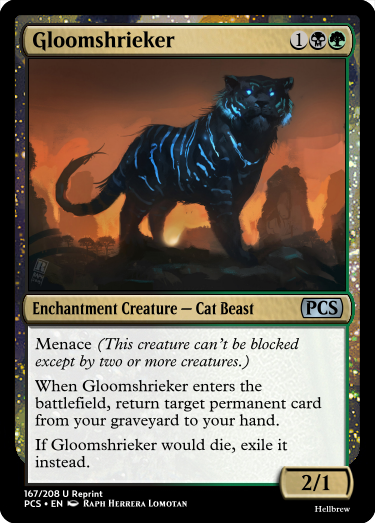 Gloomshrieker 1
Enchantment Creature — Cat Beast PCS
Menace (This creature can't be blocked
except by two or more creatures.)
When Gloomshrieker enters the
battlefield, return target permanent card
from your graveyard to your hand.
If Gloomshrieker would die, exile it
instead.
2/1
167/208 U Reprint
PCS • EN Raph Herrera Lomotan
Hellbrew